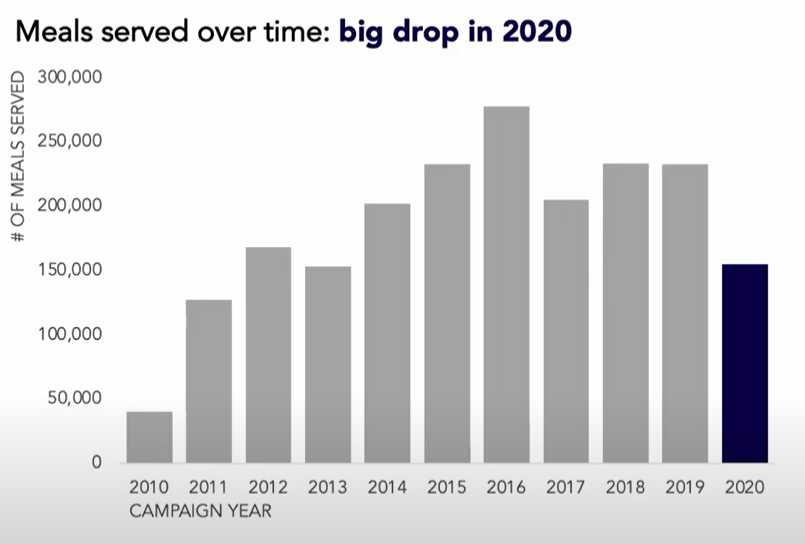 Meals served over time: big drop in 2020
# OF MEALS SERVED
300,000
250,000
200,000
150,000
100,000
50,000
0
2010 2011 2012 2013 2014 2015 2016 2017 2018 2019 2020
CAMPAIGN YEAR